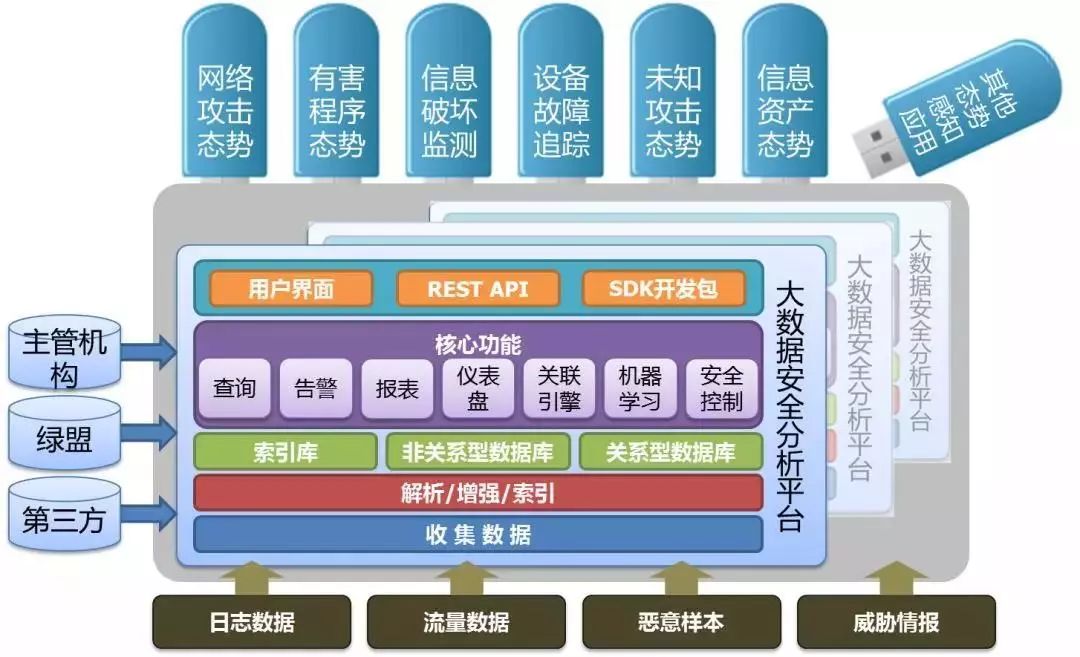 网络
攻击
态势
有害
程序
态势
信息
破坏
监测
设备
故障
追踪
未知
攻击
态势
信息
资产
态势
其他
态势
感知
应用
用户界面
REST API
SDK开发包
核心功能
查询
告警
报表
仪表
盘
关联
引擎
机器
学习
安全
控制
索引库
非关系型数据库
关系型数据库
解析/增强/索引
收集数据
大数据安全分析平台
大数据安全分析平台
大数据安全分析平台
主管机
构
绿盟
第三方
日志数据
流量数据
恶意样本
威胁情报